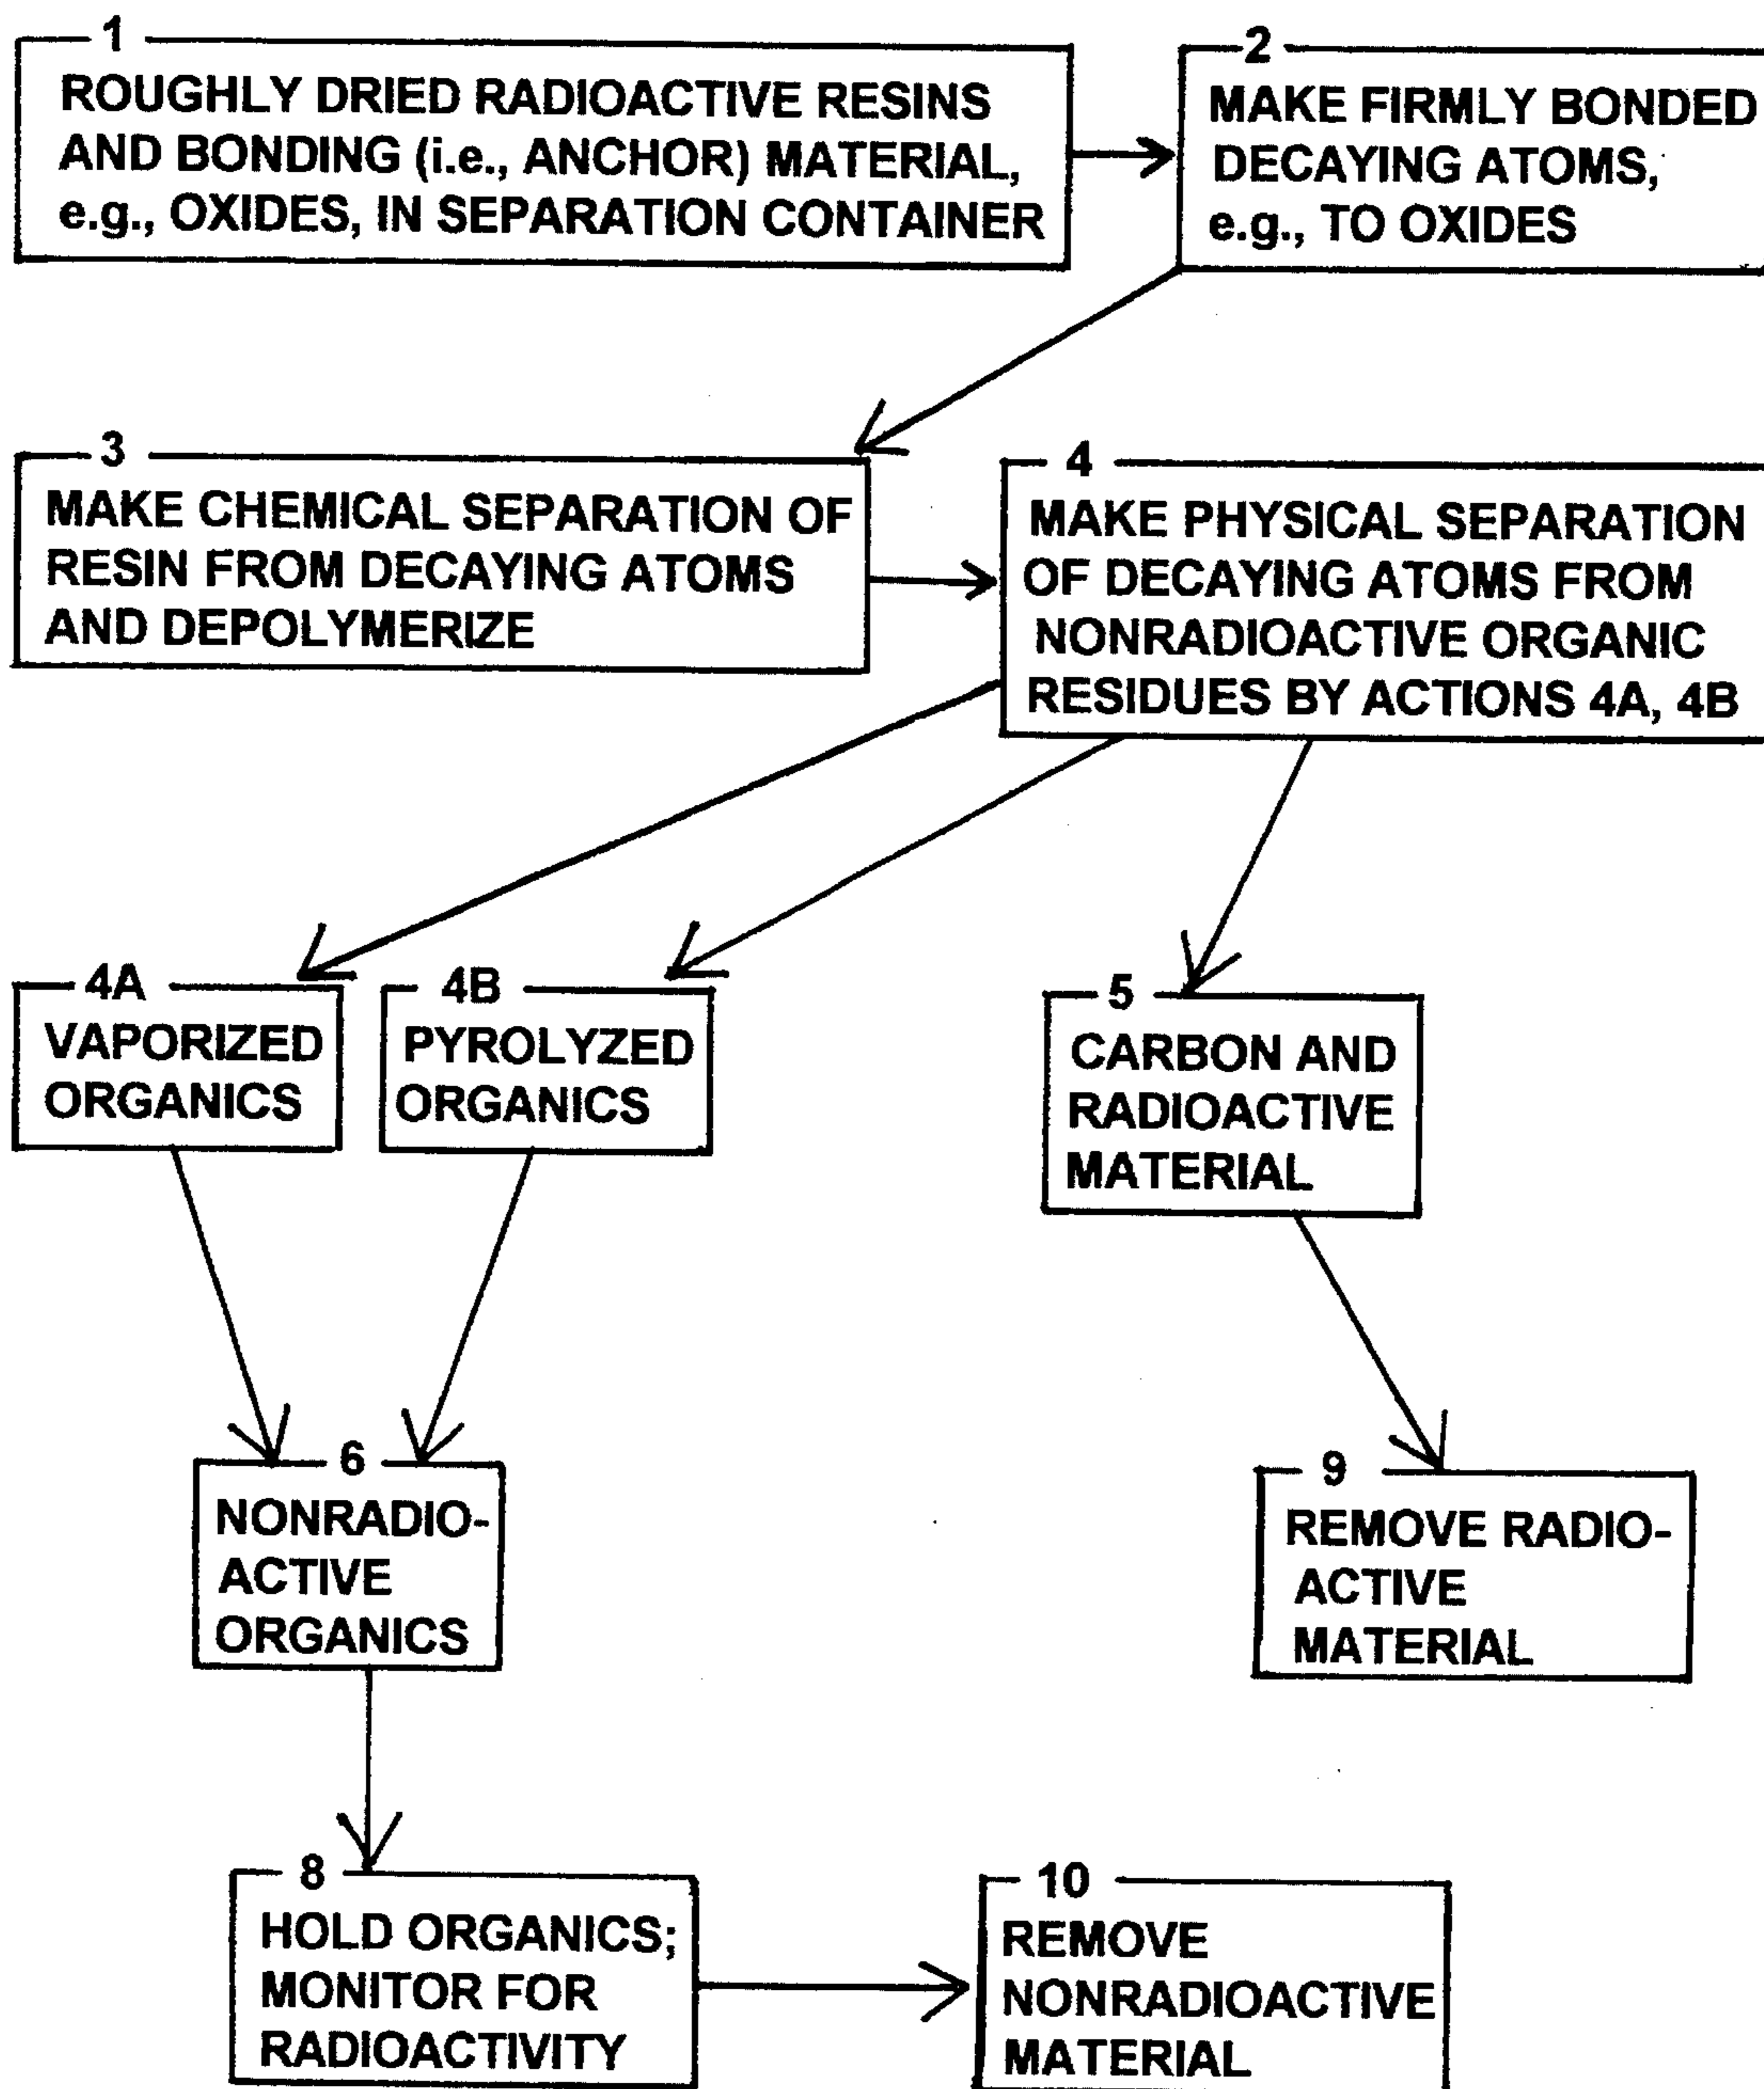 1
ROUGHLY DRIED RADIOACTIVE RESINS
AND BONDING (i.e., ANCHOR) MATERIAL,
e.g., OXIDES, IN SEPARATION CONTAINER
2
MAKE FIRMLY BONDED
DECAYING ATOMS,
e.g., TO OXIDES
3
MAKE CHEMICAL SEPARATION OF
RESIN FROM DECAYING ATOMS
AND DEPOLYMERIZE
4
MAKE PHYSICAL SEPARATION
OF DECAYING ATOMS FROM
NONRADIOACTIVE ORGANIC
RESIDUES BY ACTIONS 4A, 4B
4A
VAPORIZED
ORGANICS
4B
PYROLYZED
ORGANICS
5
CARBON AND
RADIOACTIVE
MATERIAL
6
NONRADIO-
ACTIVE
ORGANICS
9
REMOVE RADIO-
ACTIVE
MATERIAL
8
HOLD ORGANICS;
MONITOR FOR
RADIOACTIVITY
10
REMOVE
NONRADIOACTIVE
MATERIAL